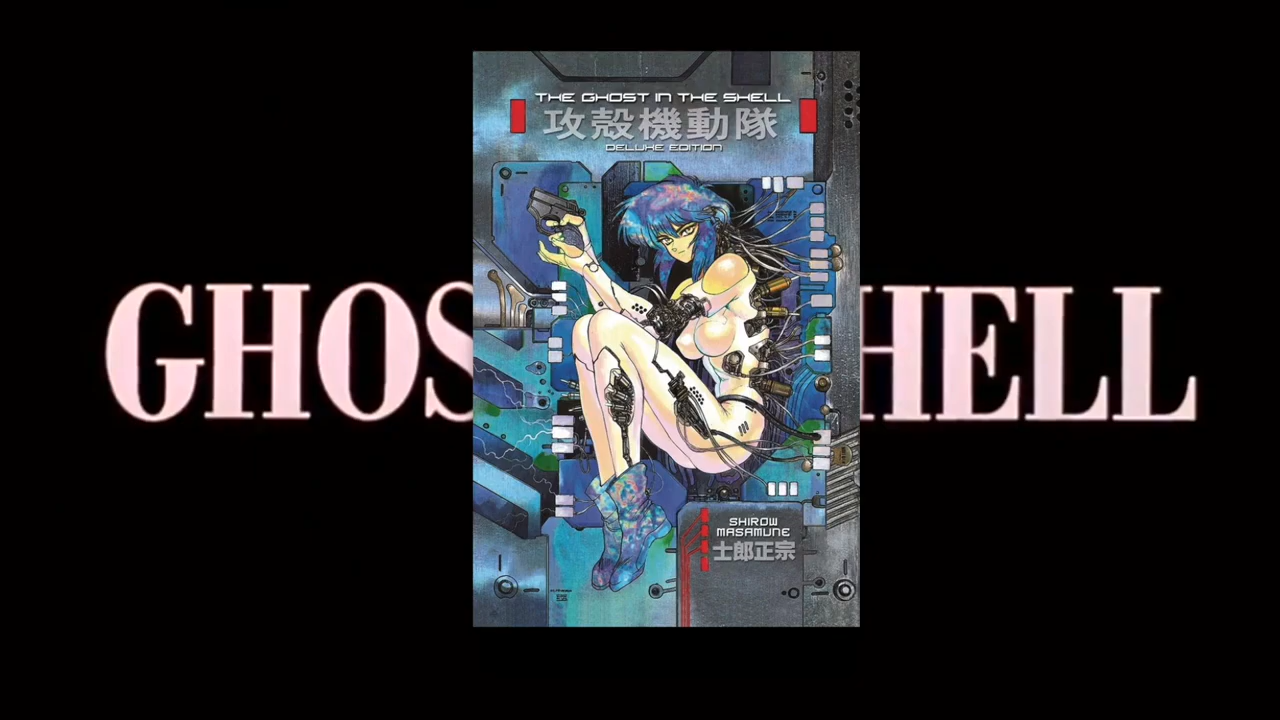 THE GHOST IN THE SHELL
攻殻機動隊
DELUXE EDITION
GHOS HELL
SHIROW
MASAMUNE
士郎正宗